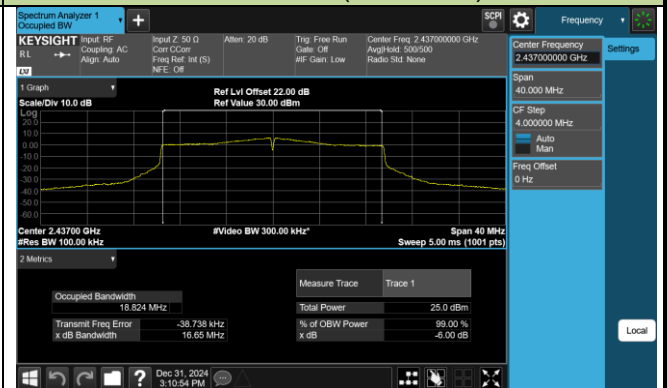 Spectrum Analyzer 1
Occupied BW
+
SCPI
Frequency
KEYSIGHT
RL
Input: RF
Coupling: AC
Align: Auto
Input Z: 50 Ω
Corr CCorr
Freq Ref: Int (S)
NFE: Off
Atten: 20 dB
Trig: Free Run
Gate: Off
#IF Gain: Low
Center Freq: 2.437000000 GHz
Avg|Hold: 500/500
Radio Std: None
Center Frequency
2.437000000 GHz
Settings
Span
40.000 MHz
CF Step
4.000000 MHz
Auto
Man
Freq Offset
0 Hz
1 Graph
Scale/Div 10.0 dB
Ref Lvl Offset 22.00 dB
Ref Value 30.00 dBm
Log
20.0
10.0
0.00
-10.0
-20.0
-30.0
-40.0
-50.0
-60.0
Center 2.43700 GHz
#Video BW 300.00 kHz*
Span 40 MHz
#Res BW 100.00 kHz
Sweep 5.00 ms (1001 pts)
2 Metrics
Measure Trace
Trace 1
Occupied Bandwidth
18.824 MHz
Total Power
25.0 dBm
Transmit Freq Error
-38.738 kHz
% of OBW Power
99.00 %
x dB Bandwidth
16.65 MHz
x dB
-6.00 dB
Local
?
Dec 31, 2024
3:10:54 PM